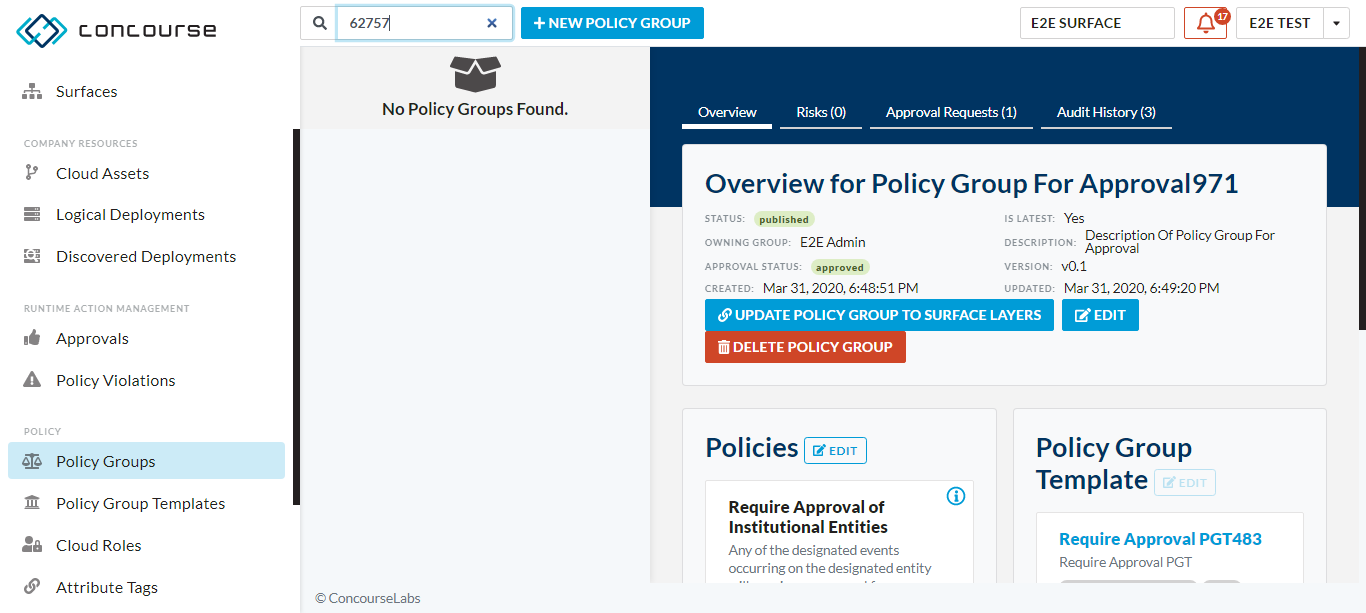 concourse
62757
NEW POLICY GROUP
E2E SURFACE
17
E2E TEST
Surfaces
COMPANY RESOURCES
Cloud Assets
Logical Deployments
Discovered Deployments
RUNTIME ACTION MANAGEMENT
Approvals
Policy Violations
POLICY
Policy Groups
Policy Group Templates
Cloud Roles
Attribute Tags
No Policy Groups Found.
Overview
Risks (0)
Approval Requests (1)
Audit History (3)
Overview for Policy Group For Approval971
STATUS: published
IS LATEST: Yes
OWNING GROUP: E2E Admin
DESCRIPTION: Description Of Policy Group For
Approval
APPROVAL STATUS: approved
VERSION: v0.1
CREATED: Mar 31, 2020, 6:48:51 PM
UPDATED: Mar 31, 2020, 6:49:20 PM
UPDATE POLICY GROUP TO SURFACE LAYERS
EDIT
DELETE POLICY GROUP
Policies
EDIT
Require Approval of
Institutional Entities
Any of the designated events
occurring on the designated entity
Policy Group
Template
EDIT
Require Approval PGT483
Require Approval PGT
© ConcourseLabs